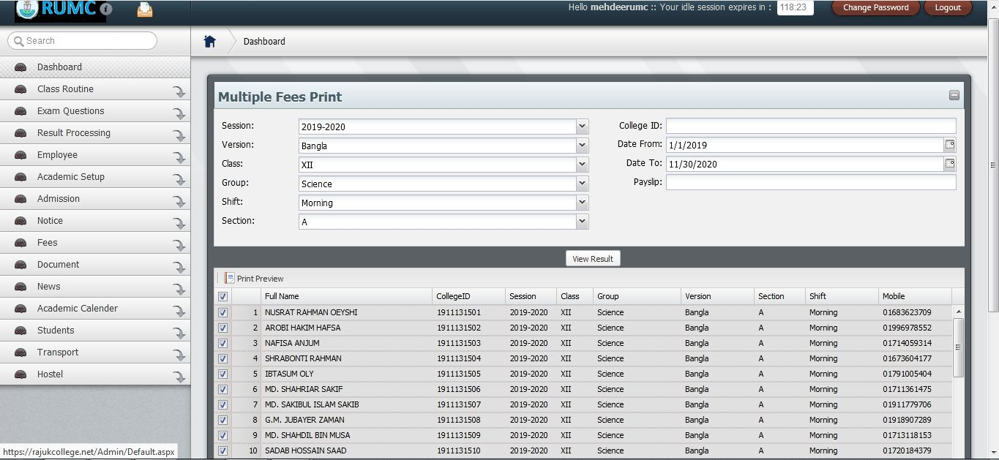 RUMC
Hello mehdeerumc :: Your idle session expires in : 118:23 Change Password Logout
Search
Dashboard
Dashboard
Class Routine
Exam Questions
Result Processing
Employee
Academic Setup
Admission
Notice
Fees
Document
News
Academic Calender
Students
Transport
Hostel
Multiple Fees Print
Session: 2019-2020 College ID:
Version: Bangla Date From: 1/1/2019
Class: XII Date To: 11/30/2020
Group: Science Payslip:
Shift: Morning
Section: A
View Result
Print Preview
Full Name CollegeID Session Class Group Version Section Shift Mobile
1 NUSRAT RAHMAN OEYSHI 1911131501 2019-2020 XII Science Bangla A Morning 01683623709
2 AROBI HAKIM HAFSA 1911131502 2019-2020 XII Science Bangla A Morning 01996978552
3 NAFISA ANJUM 1911131503 2019-2020 XII Science Bangla A Morning 01714059314
4 SHRABONTI RAHMAN 1911131504 2019-2020 XII Science Bangla A Morning 01673604177
5 IBTASUM OLY 1911131505 2019-2020 XII Science Bangla A Morning 01791005404
6 MD. SHAHRIAR SAKIF 1911131506 2019-2020 XII Science Bangla A Morning 01711361475
7 MD. SAKIBUL ISLAM SAKIB 1911131507 2019-2020 XII Science Bangla A Morning 01911779706
8 G.M. JUBAYER ZAMAN 1911131508 2019-2020 XII Science Bangla A Morning 01918907289
9 MD. SHAHDIL BIN MUSA 1911131509 2019-2020 XII Science Bangla A Morning 01713118153
10 SADAB HOSSAIN SAAD 1911131510 2019-2020 XII Science Bangla A Morning 01720184379
https://rajukcollege.net/Admin/Default.aspx